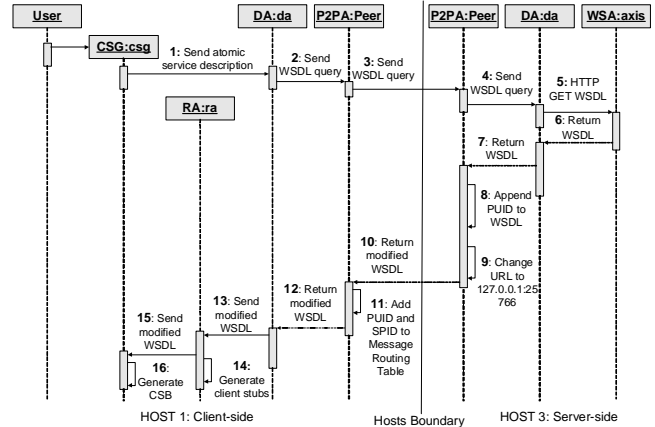 User
CSG:csg
DA:da
P2PA:Peer
P2PA:Peer
DA:da
WSA:axis
1: Send atomic
service description
2: Send
WSDL query
3: Send
WSDL query
4: Send
WSDL query
5: HTTP
GET WSDL
6: Return
WSDL
RA:ra
7: Return
WSDL
8: Append
PUID to
WSDL
9: Change
URL to
127.0.0.1:25
766
10: Return
modified
WSDL
11: Add
PUID and
SPID to
Message
Routing
Table
12: Return
modified
WSDL
13: Send
modified
WSDL
14:
Generate
client stubs
15: Send
modified
WSDL
16:
Generate
CSB
HOST 1: Client-side
Hosts Boundary
HOST 3: Server-side